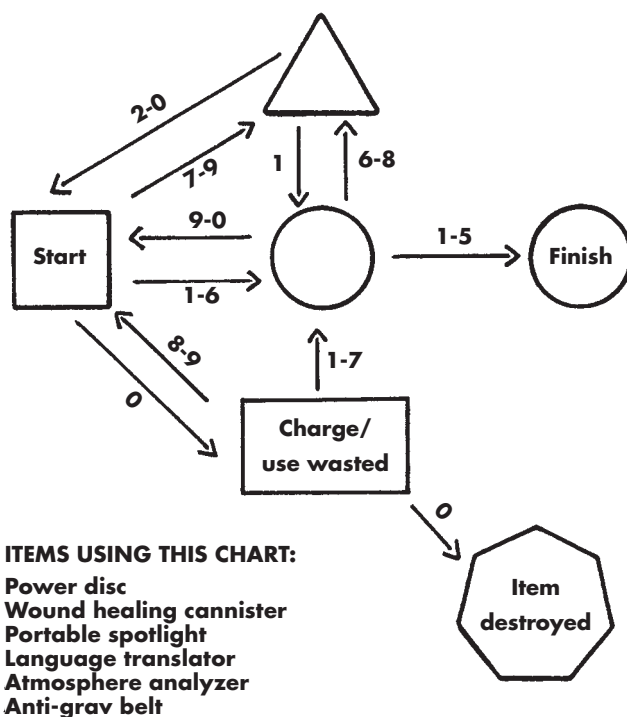 2-0
7-9
1
6-8
9-0
1-5
Start
Finish
1-6
8-9
1-7
0
Charge/
use wasted
0
ITEMS USING THIS CHART:
Power disc
Item
Wound healing cannister
destroyed
Portable spotlight
Language translator
Atmosphere analyzer
Anti-grav belt